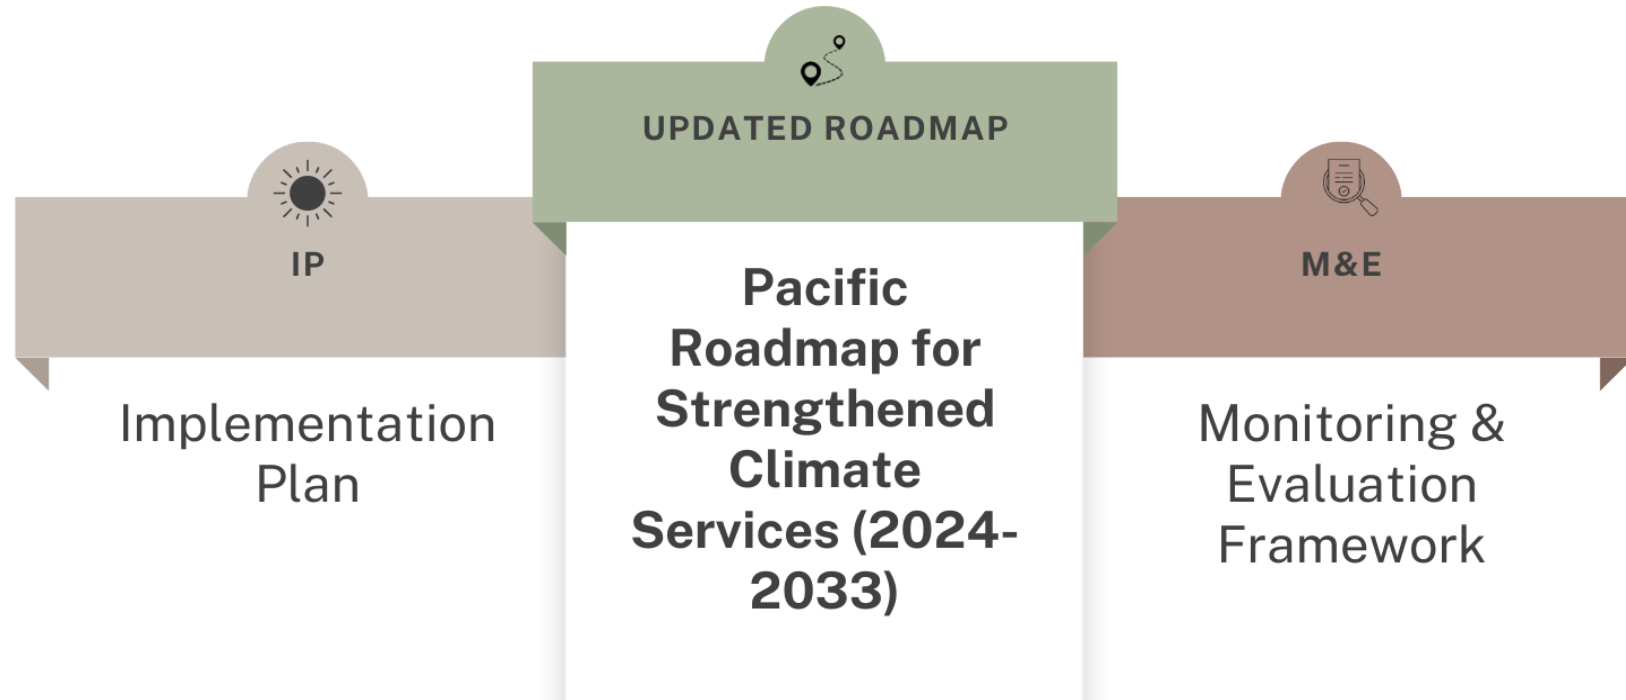 UPDATED ROADMAP
Pacific
Roadmap for
Strengthened
Climate
Services (2024-
2033)
IP
Implementation
Plan
M&E
Monitoring &
Evaluation
Framework